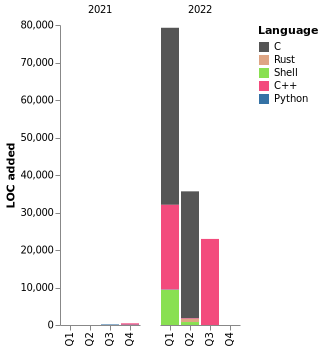 2021
2022
80,000
70,000
60,000
50,000
40,000
30,000
20,000
10,000
0
LOC added
Q1
Q2
Q3
Q4
Q1
Q2
Q3
Q4
Language
C
Rust
Shell
C++
Python